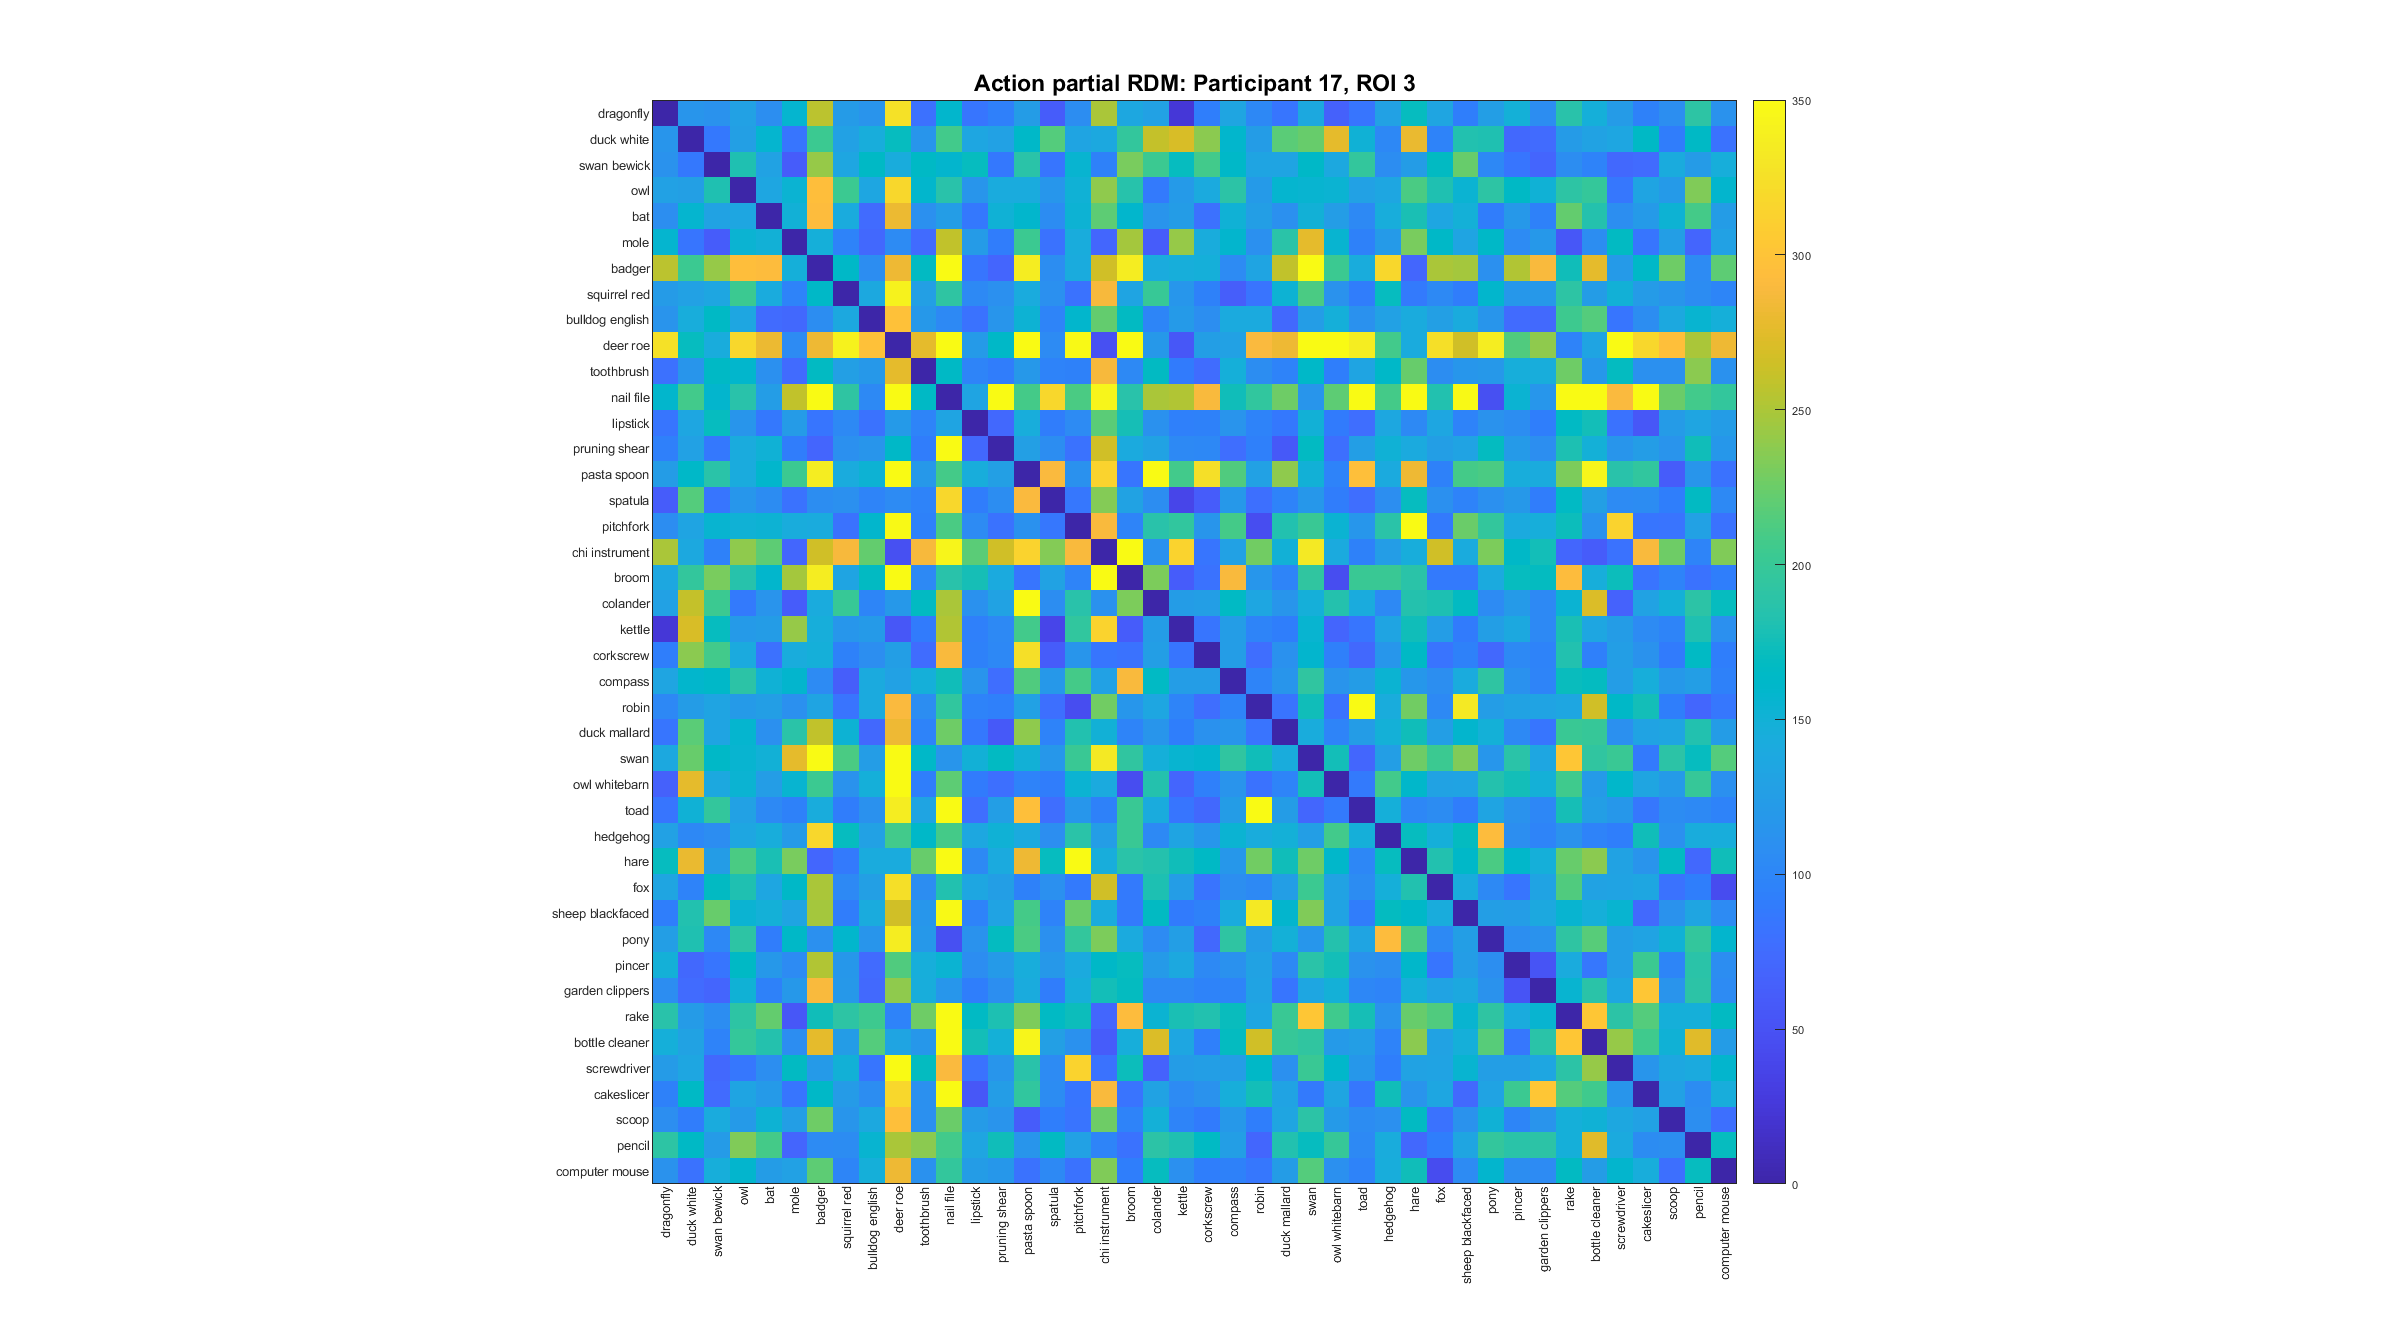 Action partial RDM: Participant 17, ROI 3
dragonfly
duck white
swan bewick
owl
bat
mole
badger
squirrel red
bulldog english
deer roe
toothbrush
nail file
lipstick
pruning shear
pasta spoon
spatula
pitchfork
chi instrument
broom
colander
kettle
corkscrew
compass
robin
duck mallard
swan
owl whitebarn
toad
hedgehog
hare
fox
sheep blackfaced
pony
pincer
garden clippers
rake
bottle cleaner
screwdriver
cakeslicer
scoop
pencil
computer mouse
dragonfly
duck white
swan bewick
owl
bat
mole
badger
squirrel red
bulldog english
deer roe
toothbrush
nail file
lipstick
pruning shear
pasta spoon
spatula
pitchfork
chi instrument
broom
colander
kettle
corkscrew
compass
robin
duck mallard
swan
owl whitebarn
toad
hedgehog
hare
fox
sheep blackfaced
pony
pincer
garden clippers
rake
bottle cleaner
screwdriver
cakeslicer
scoop
pencil
computer mouse
350
300
250
200
150
100
50
0